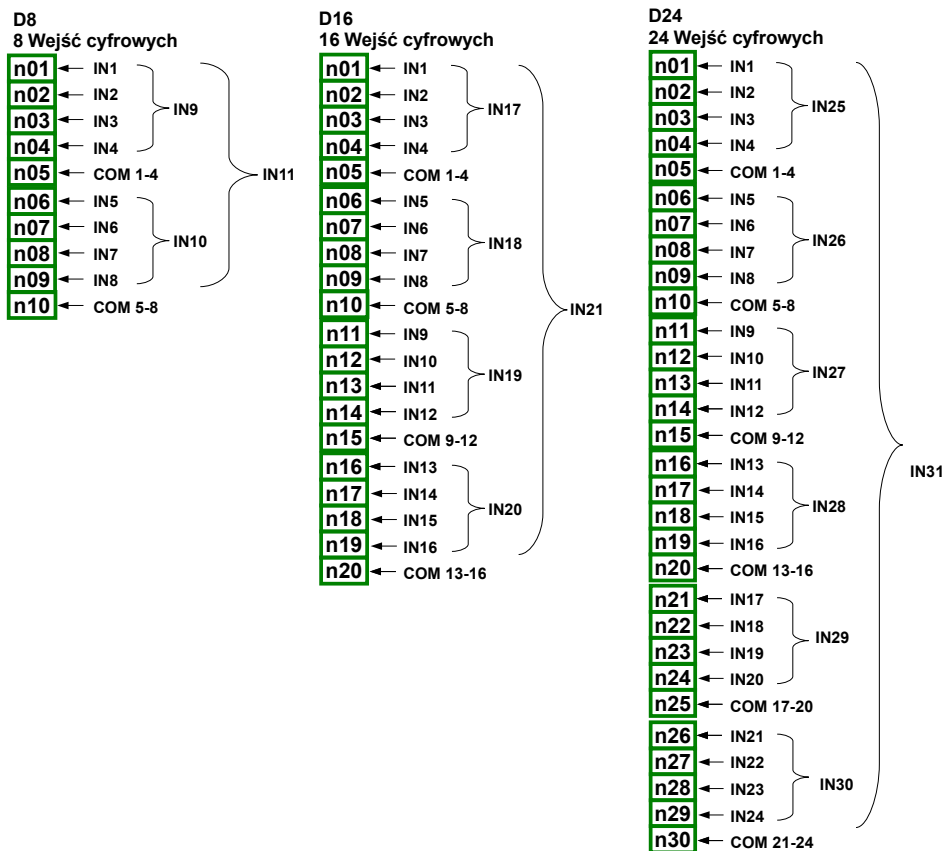 D8
8 Wejść cyfrowych
n01 IN1
n02 IN2
n03 IN3
n04 IN4
n05 COM 1-4
n06 IN5
n07 IN6
n08 IN7
n09 IN8
n10 COM 5-8
IN9
IN10
IN11
D16
16 Wejść cyfrowych
n01 IN1
n02 IN2
n03 IN3
n04 IN4
n05 COM 1-4
n06 IN5
n07 IN6
n08 IN7
n09 IN8
n10 COM 5-8
n11 IN9
n12 IN10
n13 IN11
n14 IN12
n15 COM 9-12
n16 IN13
n17 IN14
n18 IN15
n19 IN16
n20 COM 13-16
IN17
IN18
IN19
IN20
IN21
D24
24 Wejść cyfrowych
n01 IN1
n02 IN2
n03 IN3
n04 IN4
n05 COM 1-4
n06 IN5
n07 IN6
n08 IN7
n09 IN8
n10 COM 5-8
n11 IN9
n12 IN10
n13 IN11
n14 IN12
n15 COM 9-12
n16 IN13
n17 IN14
n18 IN15
n19 IN16
n20 COM 13-16
n21 IN17
n22 IN18
n23 IN19
n24 IN20
n25 COM 17-20
n26 IN21
n27 IN22
n28 IN23
n29 IN24
n30 COM 21-24
IN25
IN26
IN27
IN28
IN29
IN30
IN31